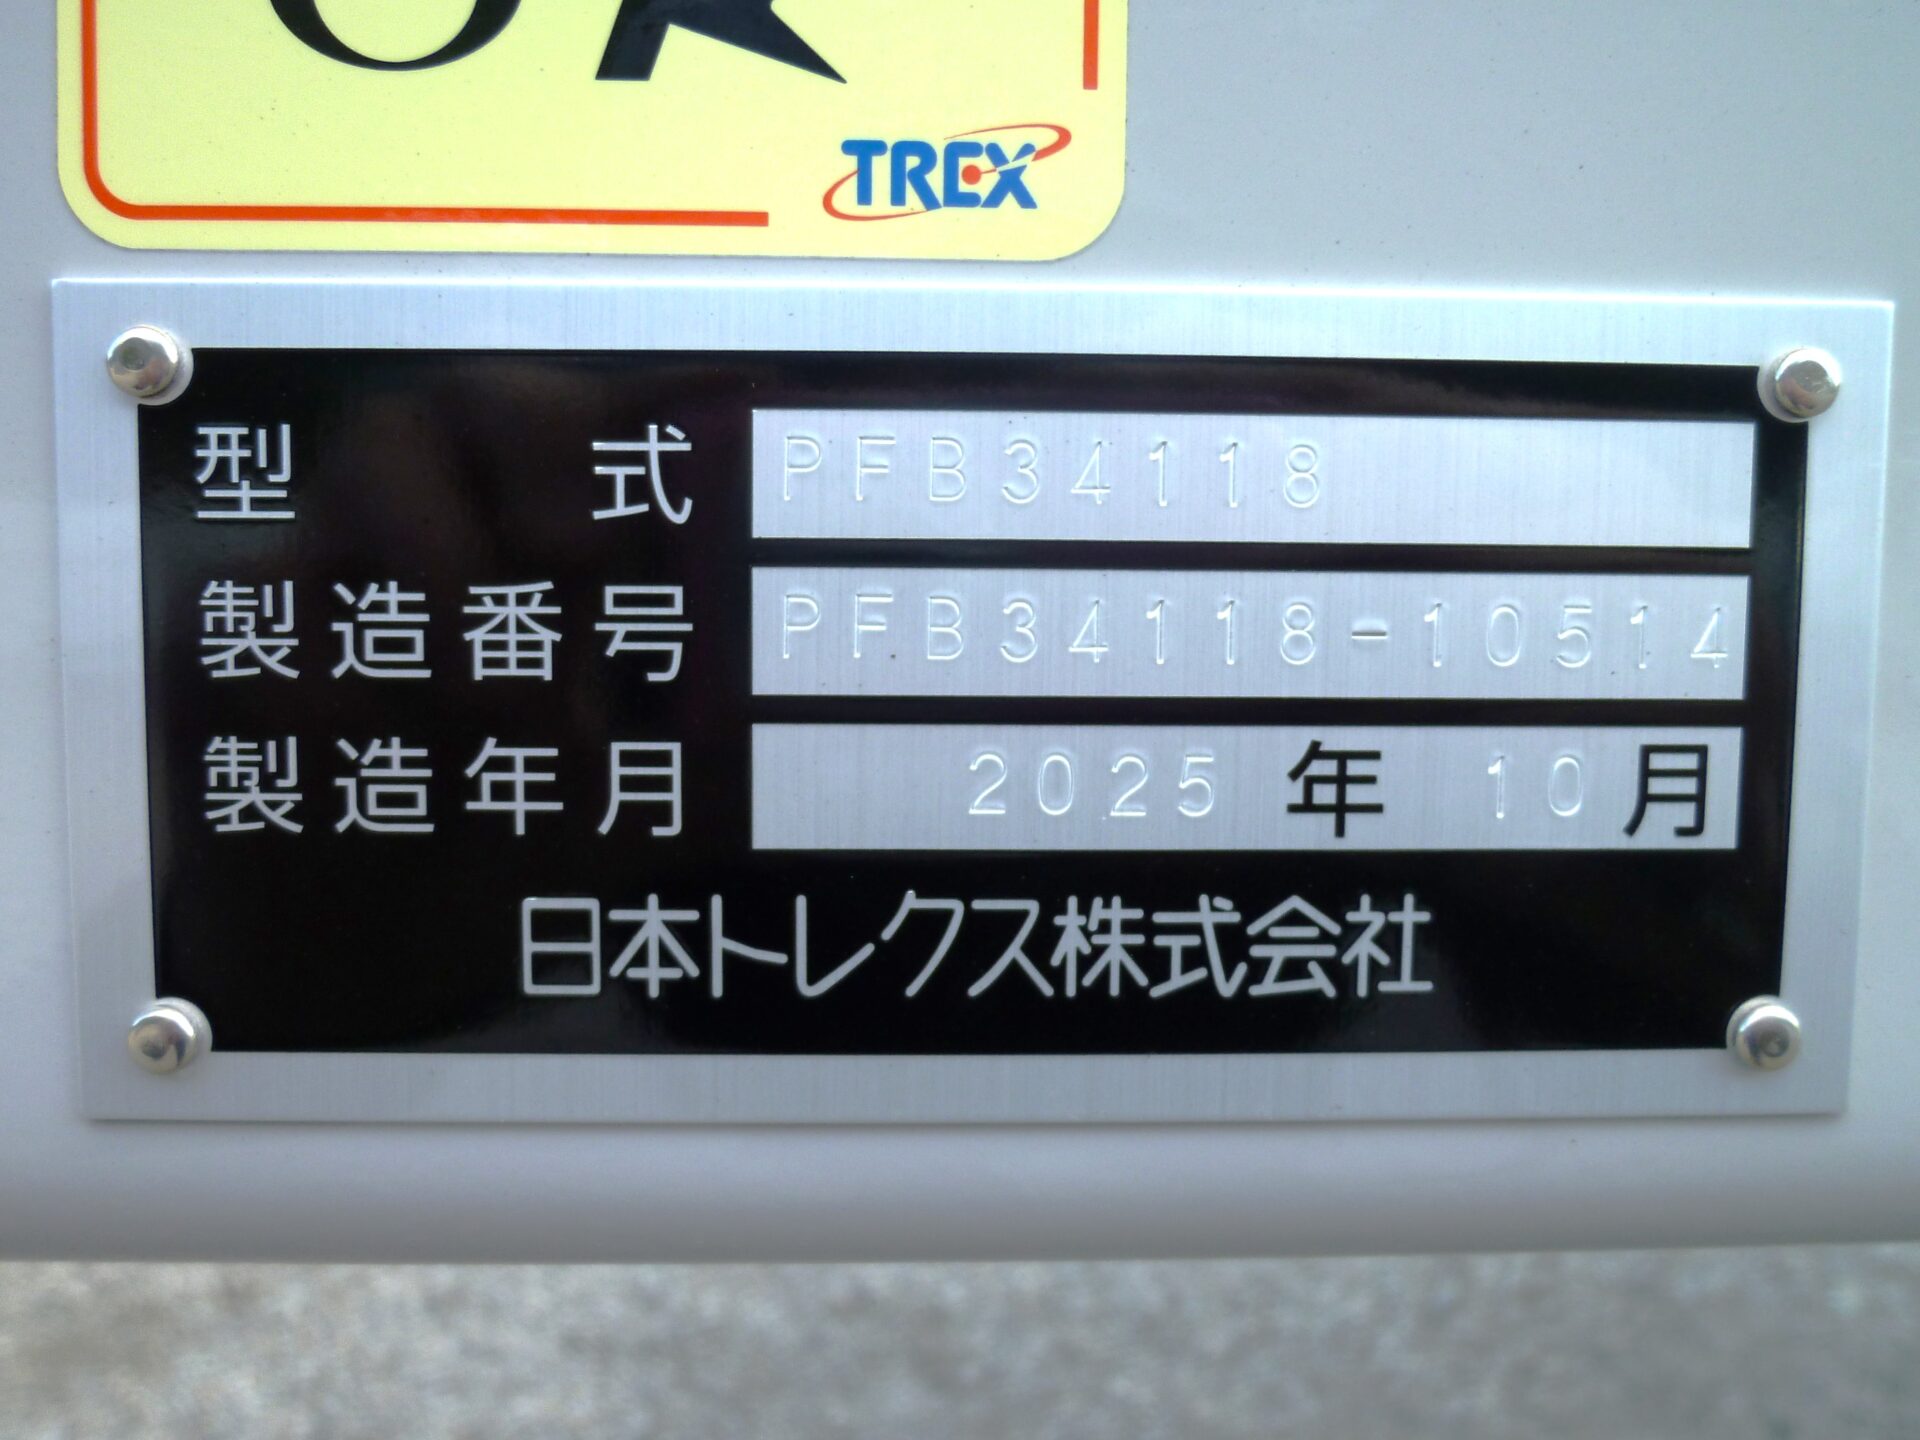 OK
TREX
型式 PFB34118
製造番号 PFB34118-10514
製造年月 2025年 10月
日本トレクス株式会社